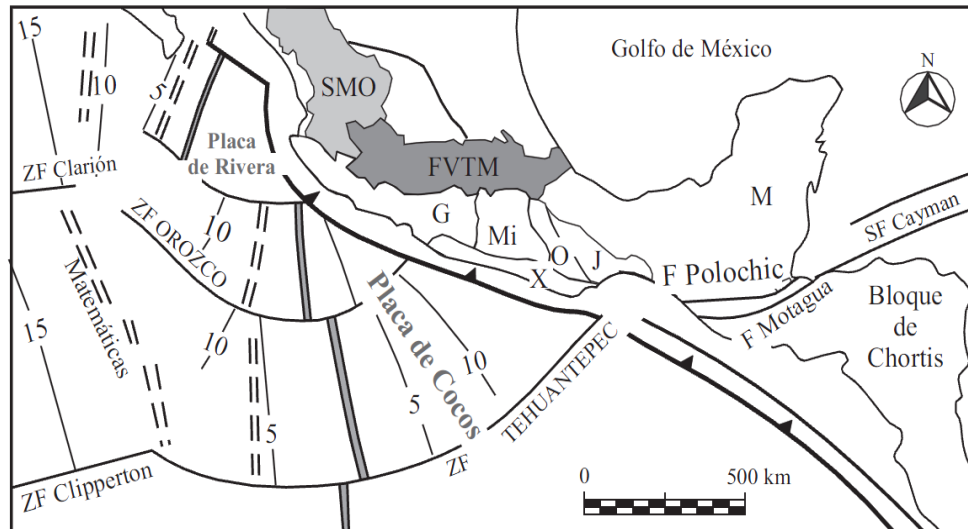 15
10
5
SMO
Golfo de México
N
Placa
de Rivera
FVTM
M
ZF Clarión
SF Cayman
G
Mi
O
J
X
10
ZF OROZCO
F Polochic
F Motagua
Bloque
de
Chortis
Matemáticas
15
10
Placa de Cocos
10
5
5
ZF
TEHUANTEPEC
ZF Clipperton
0
500 km